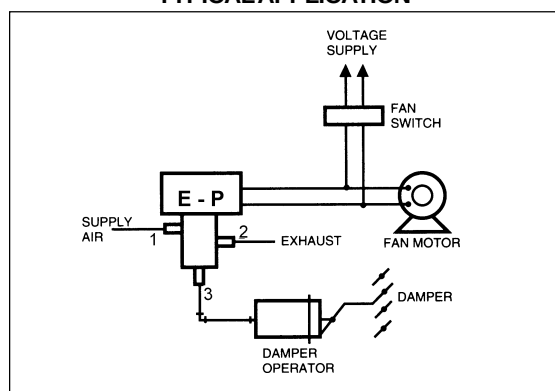 TYPICAL APPLICATION
VOLTAGE
SUPPLY
FAN
SWITCH
E - P
SUPPLY
AIR
1
2
EXHAUST
FAN MOTOR
3
DAMPER
DAMPER
OPERATOR